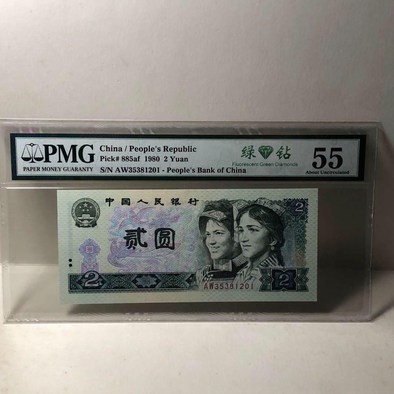 PMG
PAPER MONEY GUARANTY
China / People's Republic
Pick# 885af 1980 2 Yuan
S/N AW35381201 - People's Bank of China
绿钻
Fluorescent Green Diamonds
55
About Uncirculated
中国人民银行
2
贰圆
2
2
AW35381201